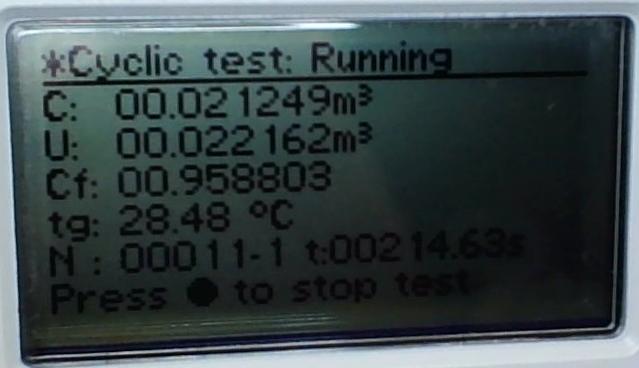 *Cyclic test: Running
C: 00.021249m³
U: 00.022162m³
Cf: 00.958803
tg: 28.48 ºC
N : 00011-1 t:00214.63s
Press ● to stop test